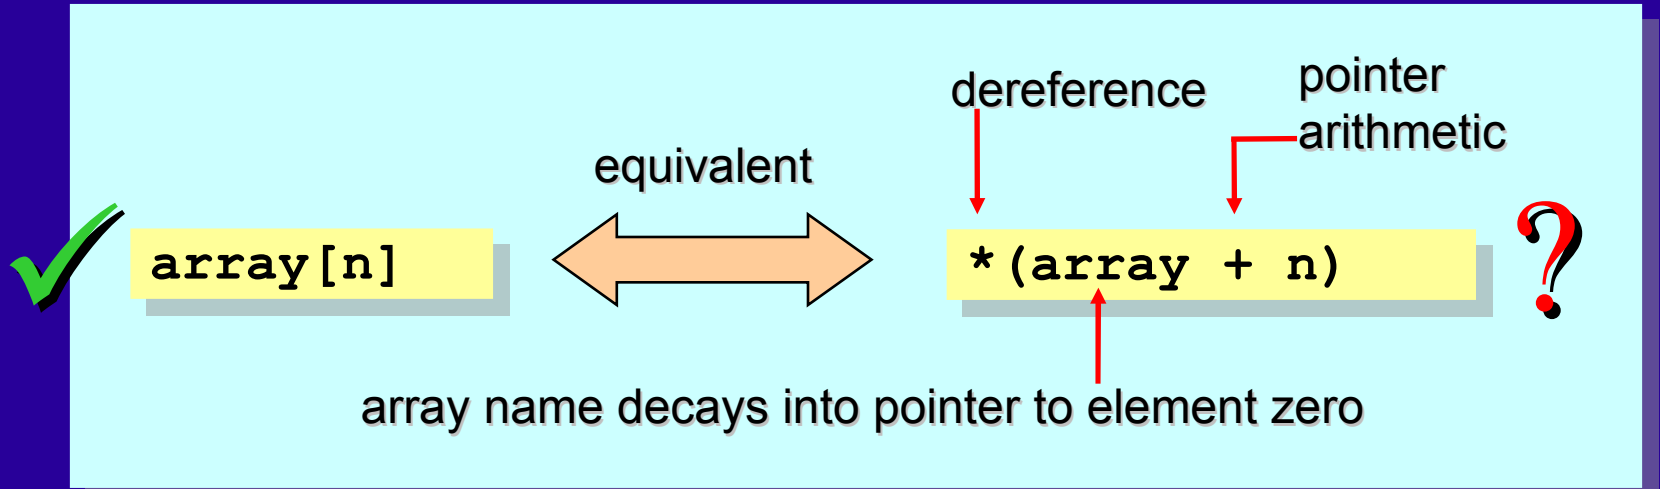 dereference
pointer
arithmetic
equivalent
array[n]
*(array + n)
?
array name decays into pointer to element zero